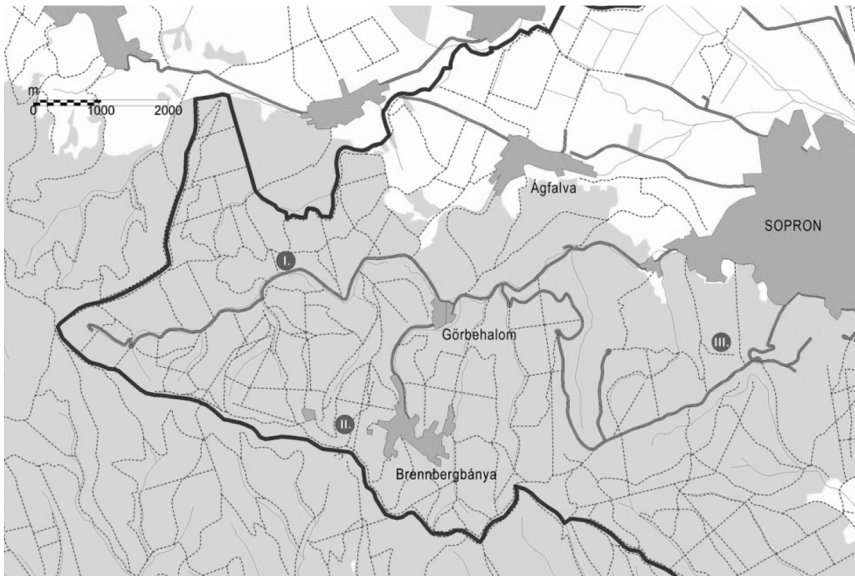 m
0 1000 2000
Ágfalva
SOPRON
I.
Görbehalom
III.
II.
Brennbergbánya